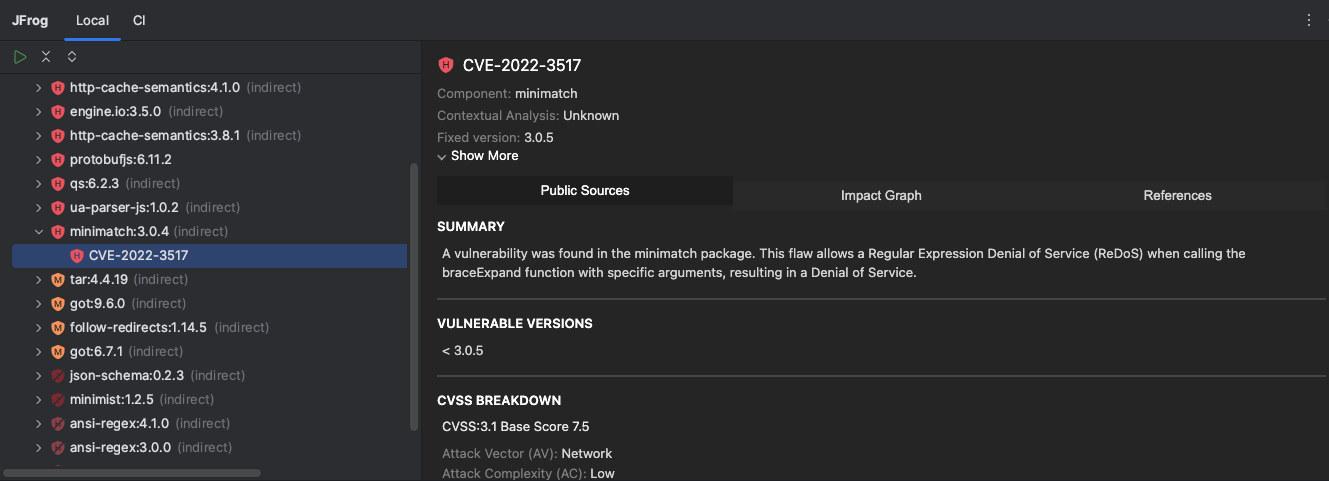 JFrog Local CI
http-cache-semantics:4.1.0 (indirect)
engine.io:3.5.0 (indirect)
http-cache-semantics:3.8.1 (indirect)
protobufjs:6.11.2
qs:6.2.3 (indirect)
ua-parser-js:1.0.2 (indirect)
minimatch:3.0.4 (indirect)
CVE-2022-3517
tar:4.4.19 (indirect)
got:9.6.0 (indirect)
follow-redirects:1.14.5 (indirect)
got:6.7.1 (indirect)
json-schema:0.2.3 (indirect)
minimist:1.2.5 (indirect)
ansi-regex:4.1.0 (indirect)
ansi-regex:3.0.0 (indirect)
CVE-2022-3517
Component: minimatch
Contextual Analysis: Unknown
Fixed version: 3.0.5
Show More
Public Sources Impact Graph References
SUMMARY
A vulnerability was found in the minimatch package. This flaw allows a Regular Expression Denial of Service (ReDoS) when calling the
braceExpand function with specific arguments, resulting in a Denial of Service.
VULNERABLE VERSIONS
< 3.0.5
CVSS BREAKDOWN
CVSS:3.1 Base Score 7.5
Attack Vector (AV): Network
Attack Complexity (AC): Low